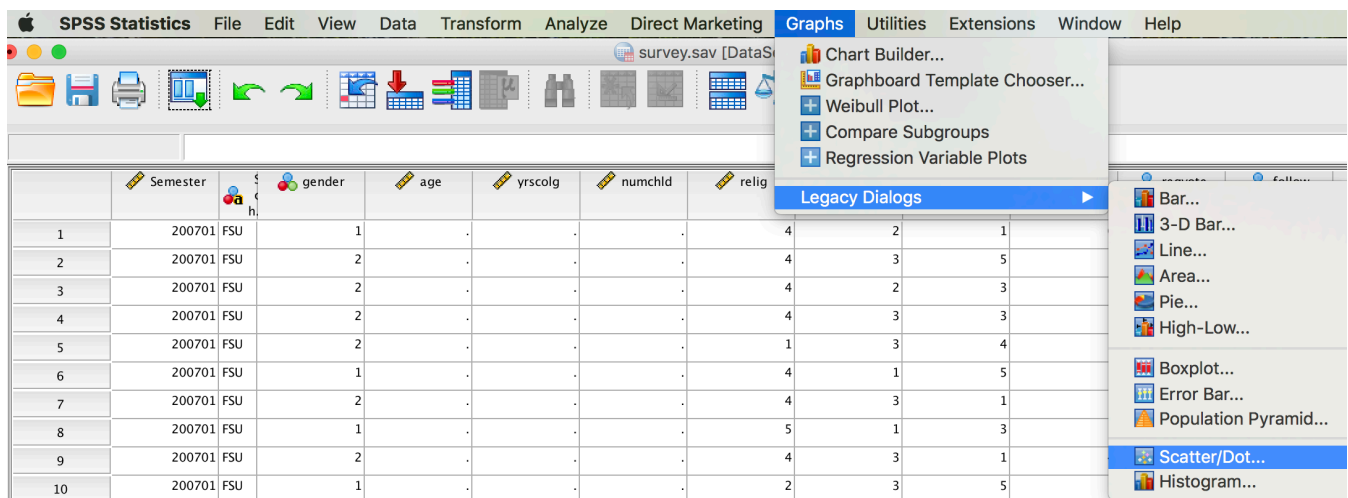 SPSS Statistics File Edit View Data Transform Analyze Direct Marketing Graphs Utilities Extensions Window Help
survey.sav [DataS
Chart Builder...
Graphboard Template Chooser...
Weibull Plot...
Compare Subgroups
Regression Variable Plots
Legacy Dialogs
Bar...
3-D Bar...
Line...
Area...
Pie...
High-Low...
Boxplot...
Error Bar...
Population Pyramid...
Scatter/Dot...
Histogram...
Semester gender age yrscolg numchld relig
h.
1 200701 FSU 1 . . . 4 2 1
2 200701 FSU 2 . . . 4 3 5
3 200701 FSU 2 . . . 4 2 3
4 200701 FSU 2 . . . 4 3 3
5 200701 FSU 2 . . . 1 3 4
6 200701 FSU 1 . . . 4 1 5
7 200701 FSU 2 . . . 4 3 1
8 200701 FSU 1 . . . 5 1 3
9 200701 FSU 2 . . . 4 3 1
10 200701 FSU 1 . . . 2 3 5